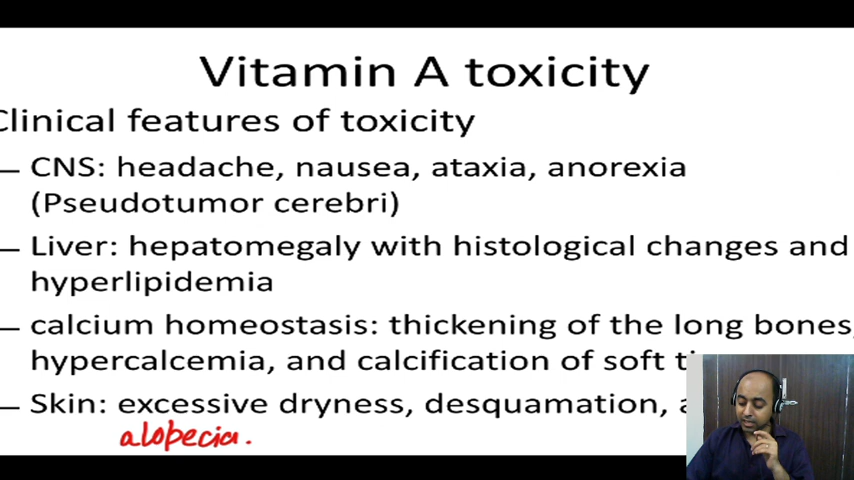 Vitamin A toxicity
Clinical features of toxicity
– CNS: headache, nausea, ataxia, anorexia
(Pseudotumor cerebri)
– Liver: hepatomegaly with histological changes and
hyperlipidemia
– calcium homeostasis: thickening of the long bones,
hypercalcemia, and calcification of soft
– Skin: excessive dryness, desquamation,
alopecia.